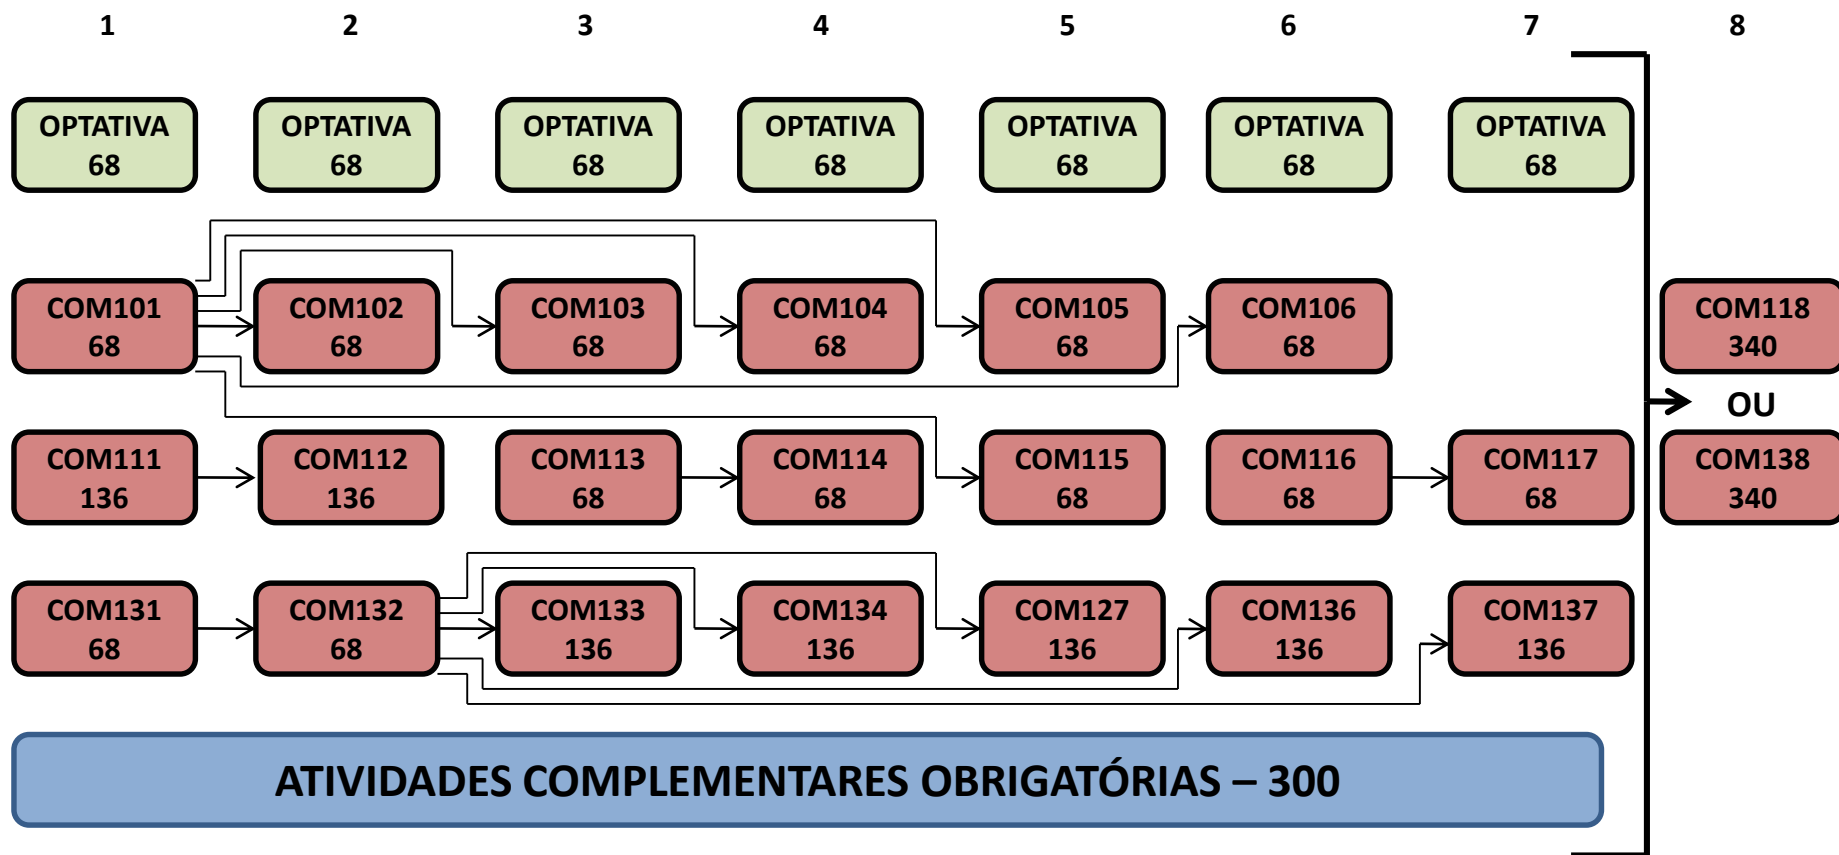 1 2 3 4 5 6 7 8
OPTATIVA OPTATIVA OPTATIVA OPTATIVA OPTATIVA OPTATIVA OPTATIVA
68 68 68 68 68 68 68
COM101 COM102 COM103 COM104 COM105 COM106 COM118
68 68 68 68 68 68 340
OU
COM111 COM112 COM113 COM114 COM115 COM116 COM117 COM138
136 136 68 68 68 68 68 340
COM131 COM132 COM133 COM134 COM127 COM136 COM137
68 68 136 136 136 136 136
ATIVIDADES COMPLEMENTARES OBRIGATÓRIAS – 300